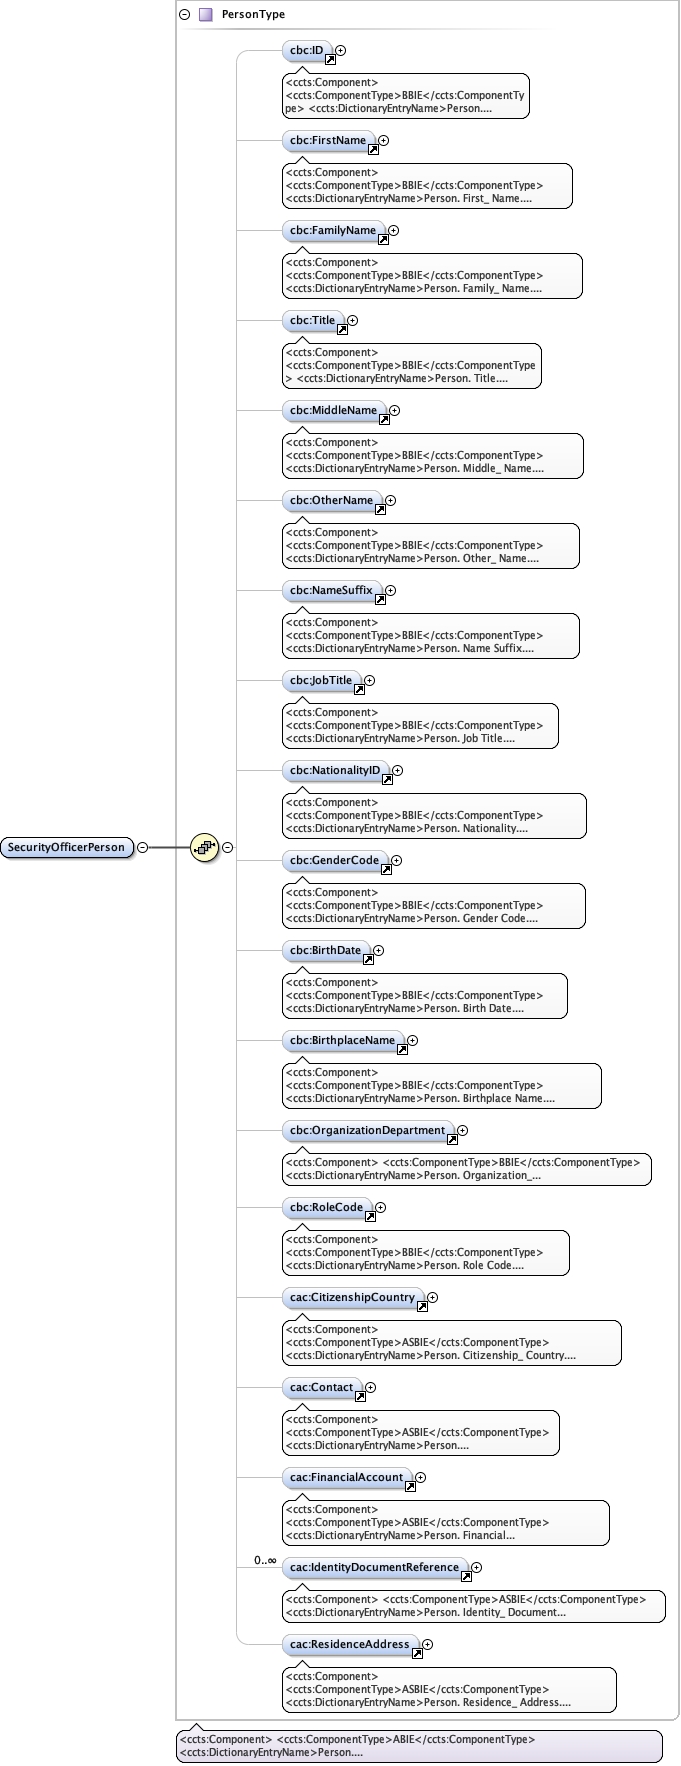 PersonType
cbc:ID
<ccts:Component>
<ccts:ComponentType>BBIE</ccts:ComponentTy
pe> <ccts:DictionaryEntryName>Person....
cbc:FirstName
<ccts:Component>
<ccts:ComponentType>BBIE</ccts:ComponentType>
<ccts:DictionaryEntryName>Person. First_ Name....
cbc:FamilyName
<ccts:Component>
<ccts:ComponentType>BBIE</ccts:ComponentType>
<ccts:DictionaryEntryName>Person. Family_ Name....
cbc:Title
<ccts:Component>
<ccts:ComponentType>BBIE</ccts:ComponentType
> <ccts:DictionaryEntryName>Person. Title....
cbc:MiddleName
<ccts:Component>
<ccts:ComponentType>BBIE</ccts:ComponentType>
<ccts:DictionaryEntryName>Person. Middle_ Name....
cbc:OtherName
<ccts:Component>
<ccts:ComponentType>BBIE</ccts:ComponentType>
<ccts:DictionaryEntryName>Person. Other_ Name....
cbc:NameSuffix
<ccts:Component>
<ccts:ComponentType>BBIE</ccts:ComponentType>
<ccts:DictionaryEntryName>Person. Name Suffix....
cbc:JobTitle
<ccts:Component>
<ccts:ComponentType>BBIE</ccts:ComponentType>
<ccts:DictionaryEntryName>Person. Job Title....
cbc:NationalityID
<ccts:Component>
<ccts:ComponentType>BBIE</ccts:ComponentType>
<ccts:DictionaryEntryName>Person. Nationality....
SecurityOfficerPerson
cbc:GenderCode
<ccts:Component>
<ccts:ComponentType>BBIE</ccts:ComponentType>
<ccts:DictionaryEntryName>Person. Gender Code....
cbc:BirthDate
<ccts:Component>
<ccts:ComponentType>BBIE</ccts:ComponentType>
<ccts:DictionaryEntryName>Person. Birth Date....
cbc:BirthplaceName
<ccts:Component>
<ccts:ComponentType>BBIE</ccts:ComponentType>
<ccts:DictionaryEntryName>Person. Birthplace Name....
cbc:OrganizationDepartment
<ccts:Component> <ccts:ComponentType>BBIE</ccts:ComponentType>
<ccts:DictionaryEntryName>Person. Organization_...
cbc:RoleCode
<ccts:Component>
<ccts:ComponentType>BBIE</ccts:ComponentType>
<ccts:DictionaryEntryName>Person. Role Code....
cac:CitizenshipCountry
<ccts:Component>
<ccts:ComponentType>ASBIE</ccts:ComponentType>
<ccts:DictionaryEntryName>Person. Citizenship_ Country....
cac:Contact
<ccts:Component>
<ccts:ComponentType>ASBIE</ccts:ComponentType>
<ccts:DictionaryEntryName>Person....
cac:FinancialAccount
<ccts:Component>
<ccts:ComponentType>ASBIE</ccts:ComponentType>
<ccts:DictionaryEntryName>Person. Financial...
0..∞
cac:IdentityDocumentReference
<ccts:Component> <ccts:ComponentType>ASBIE</ccts:ComponentType>
<ccts:DictionaryEntryName>Person. Identity_ Document...
cac:ResidenceAddress
<ccts:Component>
<ccts:ComponentType>ASBIE</ccts:ComponentType>
<ccts:DictionaryEntryName>Person. Residence_ Address....
<ccts:Component> <ccts:ComponentType>ABIE</ccts:ComponentType>
<ccts:DictionaryEntryName>Person....